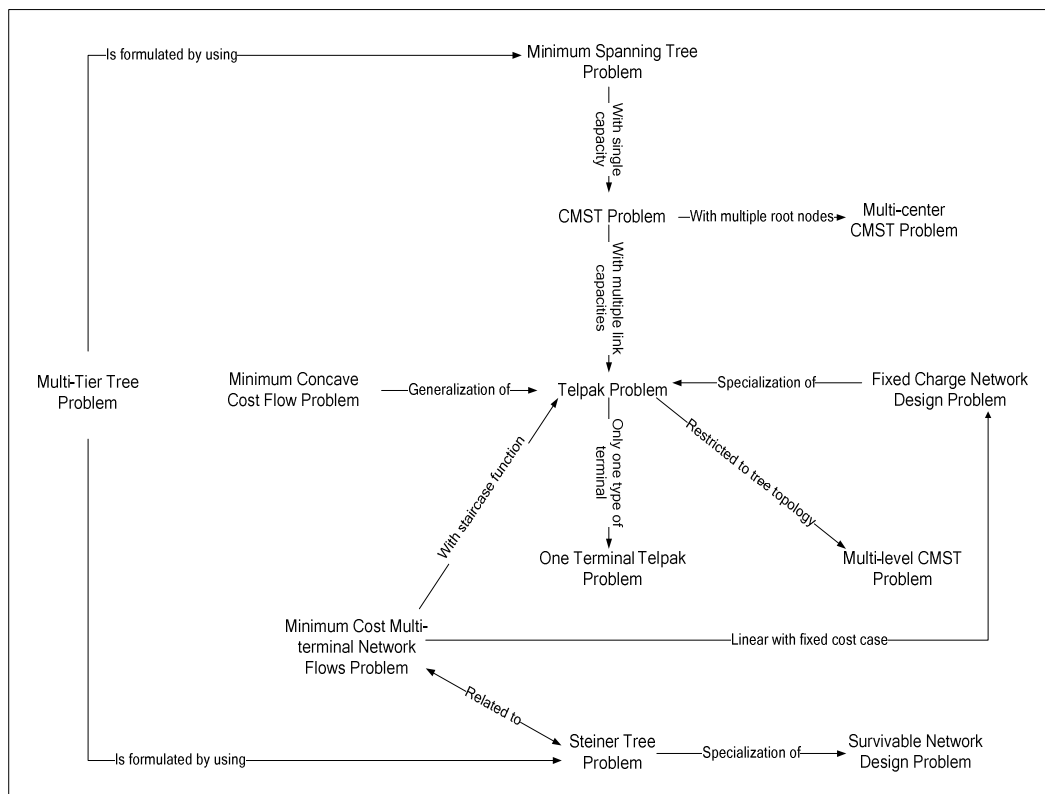 Is formulated by using
Minimum Spanning Tree
Problem
With single
capacity
CMST Problem
With multiple root nodes
Multi-center
CMST Problem
With multiple link
capacities
Multi-Tier Tree
Problem
Minimum Concave
Cost Flow Problem
Generalization of
Telpak Problem
Specialization of
Fixed Charge Network
Design Problem
With staircase function
Only one type of
terminal
Restricted to tree topology
One Terminal Telpak
Problem
Multi-level CMST
Problem
Minimum Cost Multi-
terminal Network
Flows Problem
Linear with fixed cost case
Related to
Is formulated by using
Steiner Tree
Problem
Specialization of
Survivable Network
Design Problem